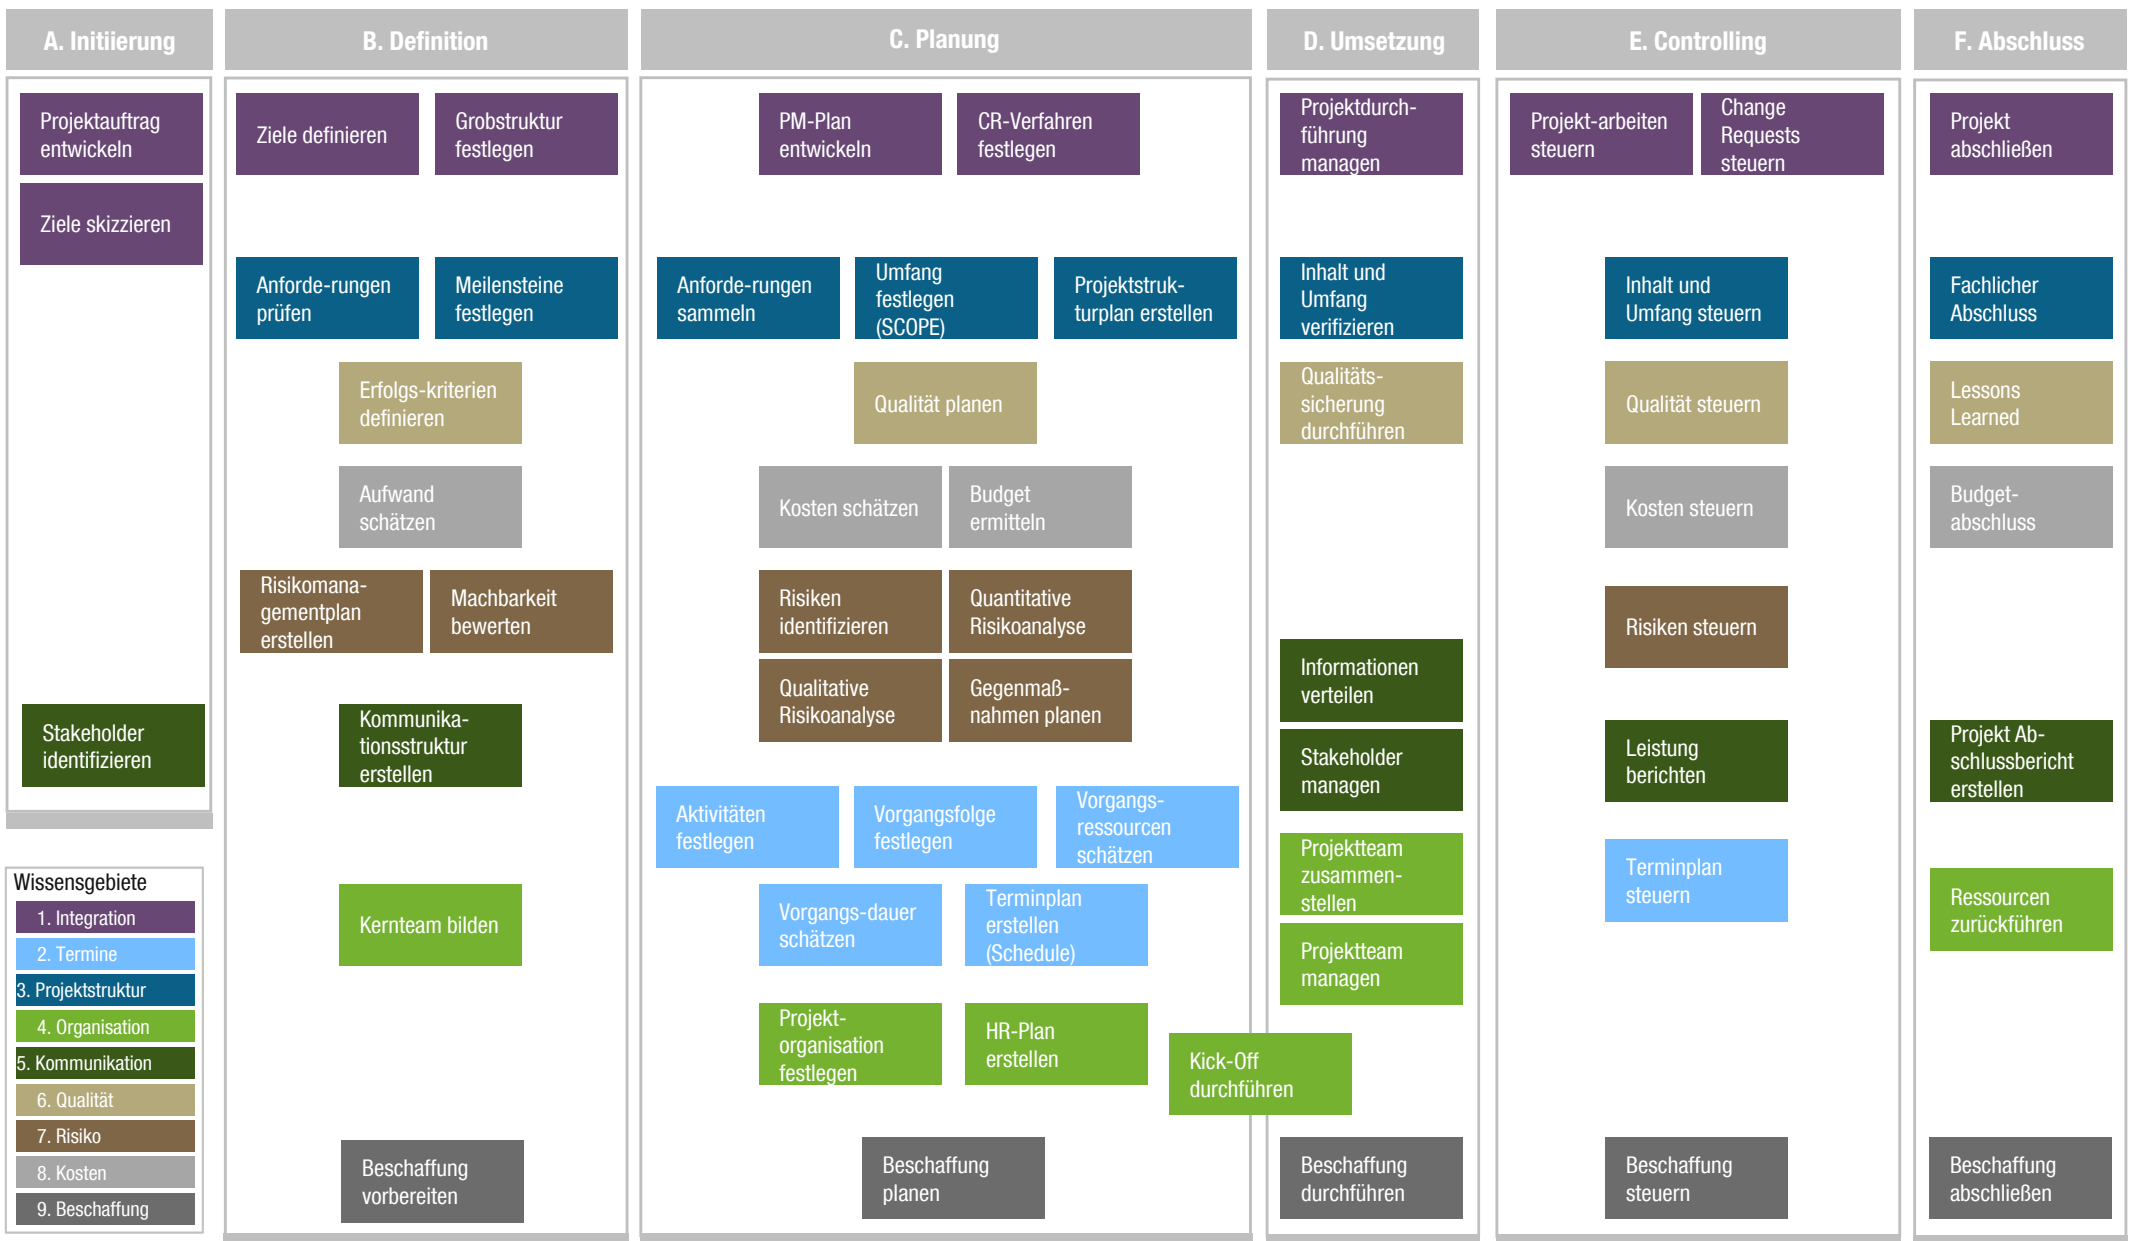 A. Initiierung
Projektauftrag
entwickeln
Ziele skizzieren
Stakeholder
identifizieren
Wissensgebiete
1. Integration
2. Termine
3. Projektstruktur
4. Organisation
5. Kommunikation
6. Qualität
7. Risiko
8. Kosten
9. Beschaffung
B. Definition
Ziele definieren
Grobstruktur
festlegen
Anforde-rungen
prüfen
Meilensteine
festlegen
Erfolgs-kriterien
definieren
Aufwand
schätzen
Risikomana-
gementplan
erstellen
Machbarkeit
bewerten
Kommunika-
tionsstruktur
erstellen
Kernteam bilden
Beschaffung
vorbereiten
C. Planung
PM-Plan
entwickeln
CR-Verfahren
festlegen
Anforde-rungen
sammeln
Umfang
festlegen
(SCOPE)
Projektstruk-
turplan erstellen
Qualität planen
Kosten schätzen
Budget
ermitteln
Risiken
identifizieren
Quantitative
Risikoanalyse
Qualitative
Risikoanalyse
Gegenmaß-
nahmen planen
Aktivitäten
festlegen
Vorgangsfolge
festlegen
Vorgangs-
ressourcen
schätzen
Vorgangs-dauer
schätzen
Terminplan
erstellen
(Schedule)
Projekt-
organisation
festlegen
HR-Plan
erstellen
Kick-Off
durchführen
Beschaffung
planen
D. Umsetzung
Projektdurch-
führung
managen
Inhalt und
Umfang
verifizieren
Qualitäts-
sicherung
durchführen
Informationen
verteilen
Stakeholder
managen
Projektteam
zusammen-
stellen
Projektteam
managen
Beschaffung
durchführen
E. Controlling
Projekt-arbeiten
steuern
Change
Requests
steuern
Inhalt und
Umfang steuern
Qualität steuern
Kosten steuern
Risiken steuern
Leistung
berichten
Terminplan
steuern
Beschaffung
steuern
F. Abschluss
Projekt
abschließen
Fachlicher
Abschluss
Lessons
Learned
Budget-
abschluss
Projekt Ab-
schlussbericht
erstellen
Ressourcen
zurückführen
Beschaffung
abschließen